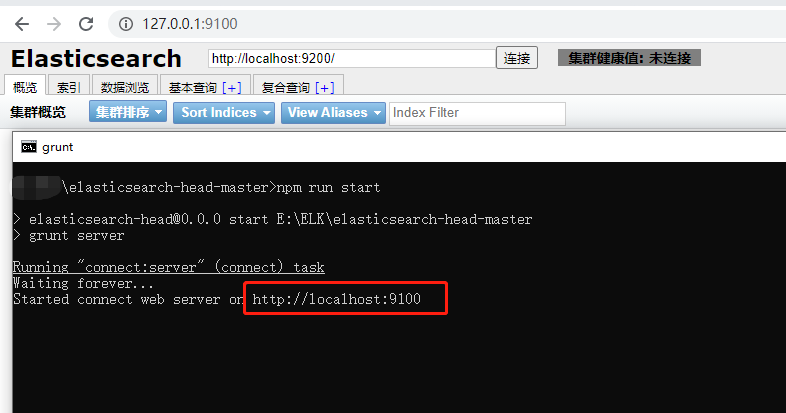 127.0.0.1:9100
Elasticsearch http://localhost:9200/ 连接 集群健康值: 未连接
概览 索引 数据浏览 基本查询 [+] 复合查询 [+]
集群概览 集群排序 Sort Indices View Aliases Index Filter
grunt
\elasticsearch-head-master>npm run start
> elasticsearch-head@0.0.0 start E:\ELK\elasticsearch-head-master
> grunt server
Running "connect:server" (connect) task
Waiting forever...
Started connect web server on http://localhost:9100